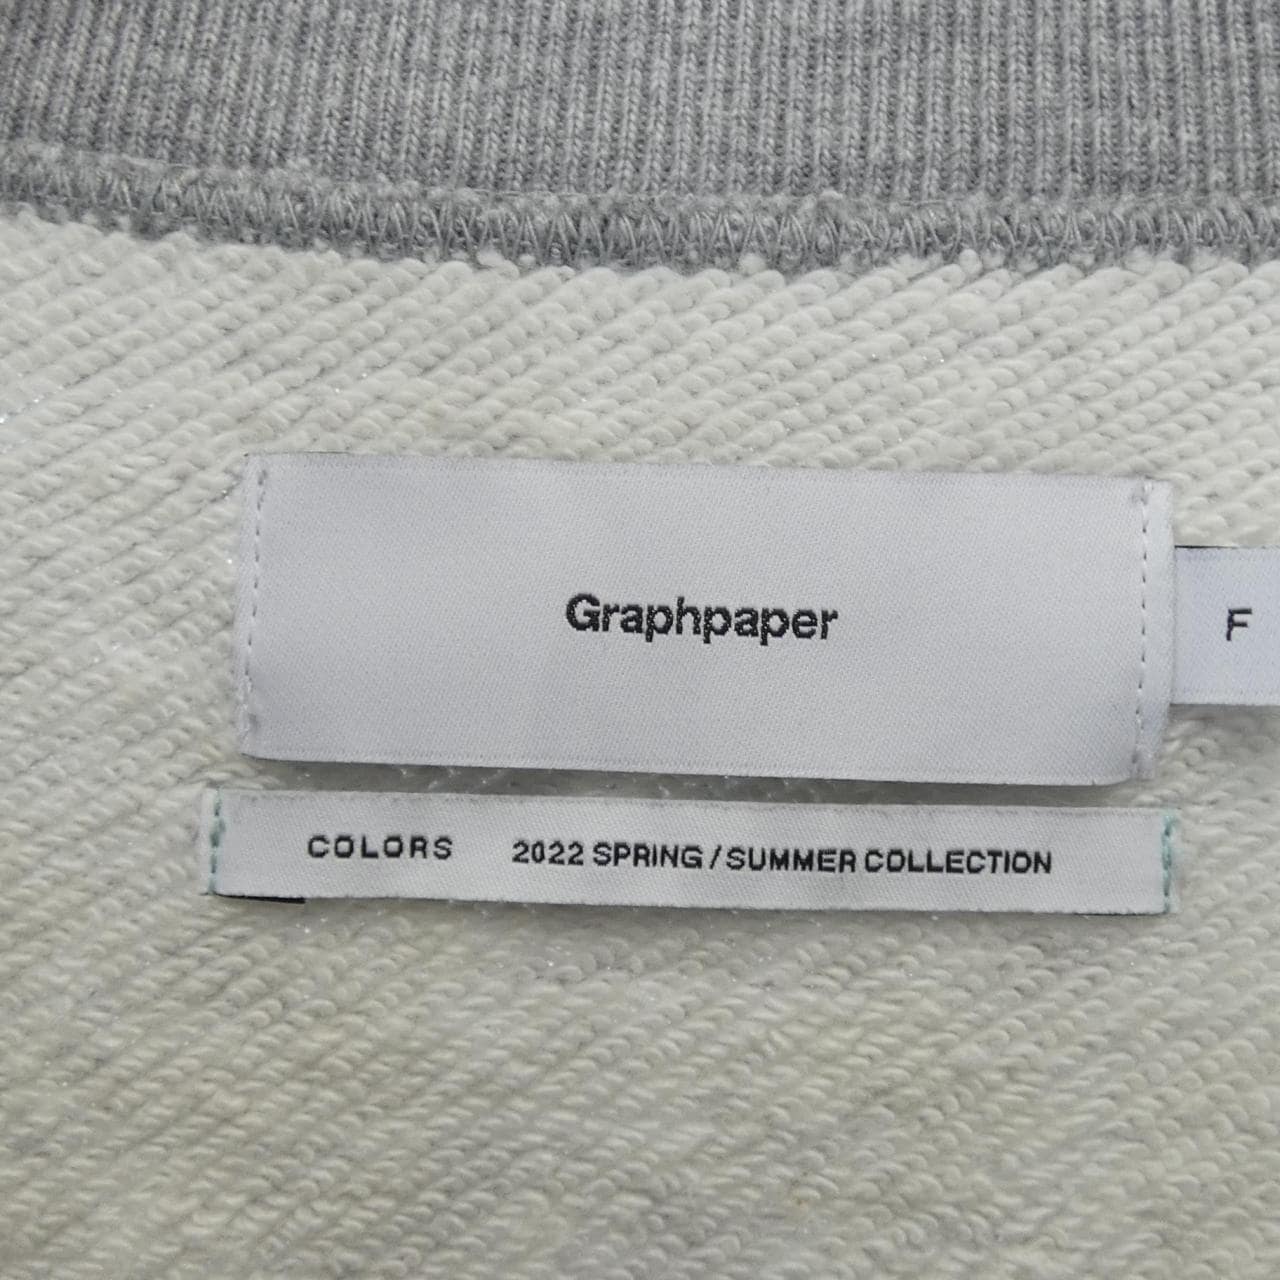 Graphpaper
F
COLORS 2022 SPRING / SUMMER COLLECTION